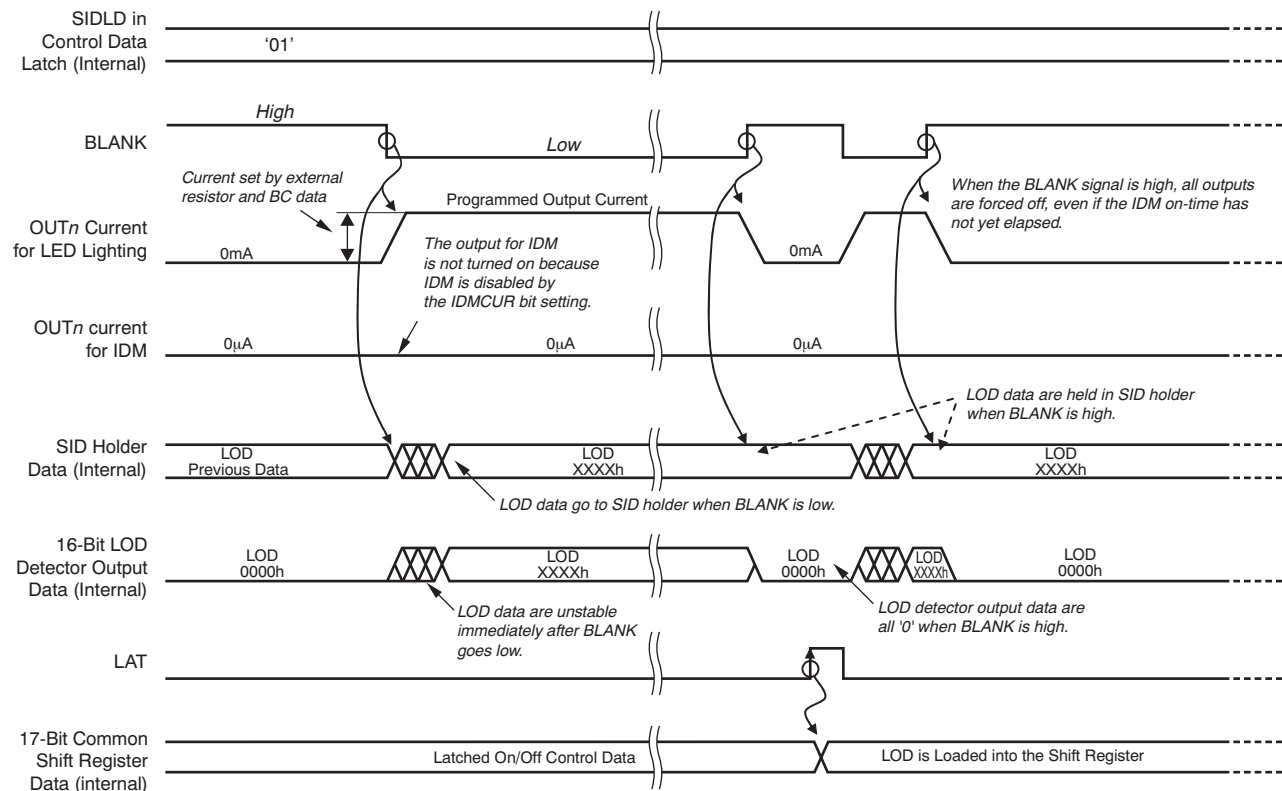 SIDLD in
Control Data
Latch (Internal)
'01'
BLANK
High
Low
Current set by external
resistor and BC data
Programmed Output Current
When the BLANK signal is high, all outputs
are forced off, even if the IDM on-time has
not yet elapsed.
OUTn Current
for LED Lighting
0mA
0mA
The output for IDM
is not turned on because
IDM is disabled by
the IDMCUR bit setting.
OUTn current
for IDM
0µA
0µA
0µA
LOD data are held in SID holder
when BLANK is high.
SID Holder
Data (Internal)
LOD
Previous Data
LOD
XXXXh
LOD
XXXXh
LOD data go to SID holder when BLANK is low.
16-Bit LOD
Detector Output
Data (Internal)
LOD
0000h
LOD
XXXXh
LOD
0000h
LOD
XXXXh
LOD
0000h
LOD data are unstable
immediately after BLANK
goes low.
LOD detector output data are
all '0' when BLANK is high.
LAT
17-Bit Common
Shift Register
Data (internal)
Latched On/Off Control Data
LOD is Loaded into the Shift Register